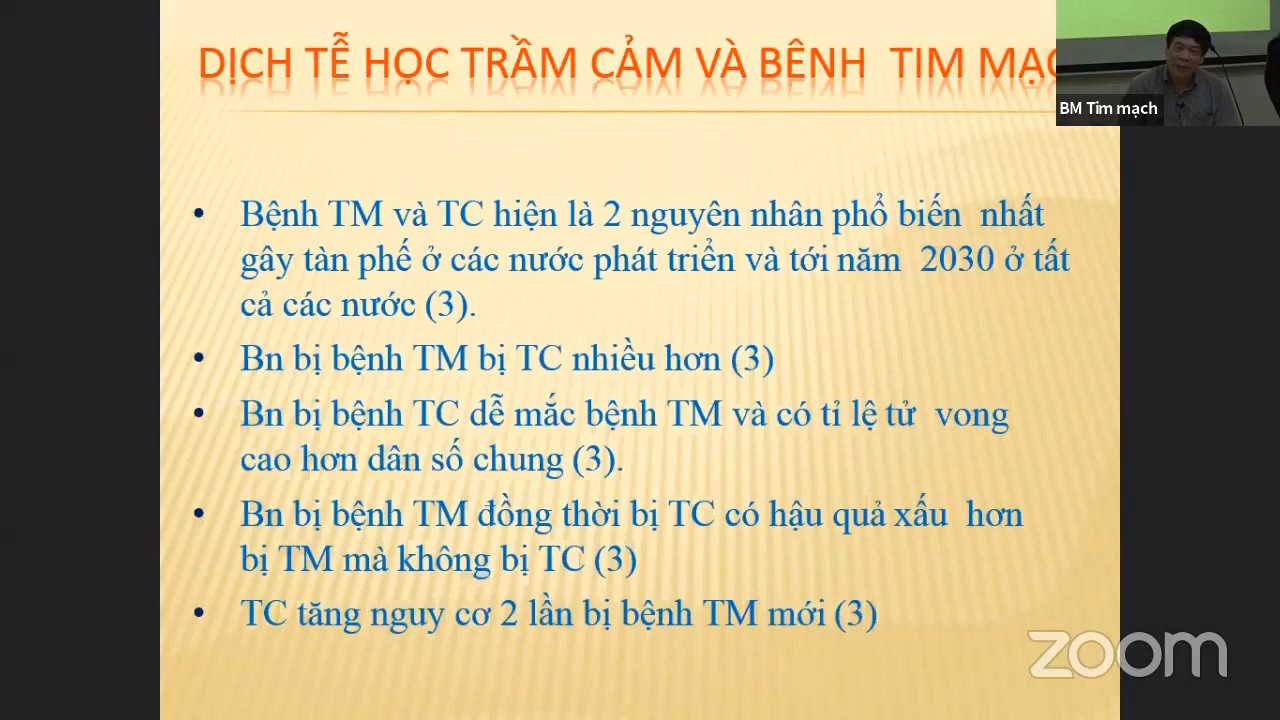 DỊCH TỄ HỌC TRẦM CẢM VÀ BÊNH TIM MẠC
BM Tim mạch
• Bệnh TM và TC hiện là 2 nguyên nhân phổ biến nhất
gây tàn phế ở các nước phát triển và tới năm 2030 ở tất
cả các nước (3).
• Bn bị bệnh TM bị TC nhiều hơn (3)
• Bn bị bệnh TC dễ mắc bệnh TM và có tỉ lệ tử vong
cao hơn dân số chung (3).
• Bn bị bệnh TM đồng thời bị TC có hậu quả xấu hơn
bị TM mà không bị TC (3)
• TC tăng nguy cơ 2 lần bị bệnh TM mới (3)
zoom